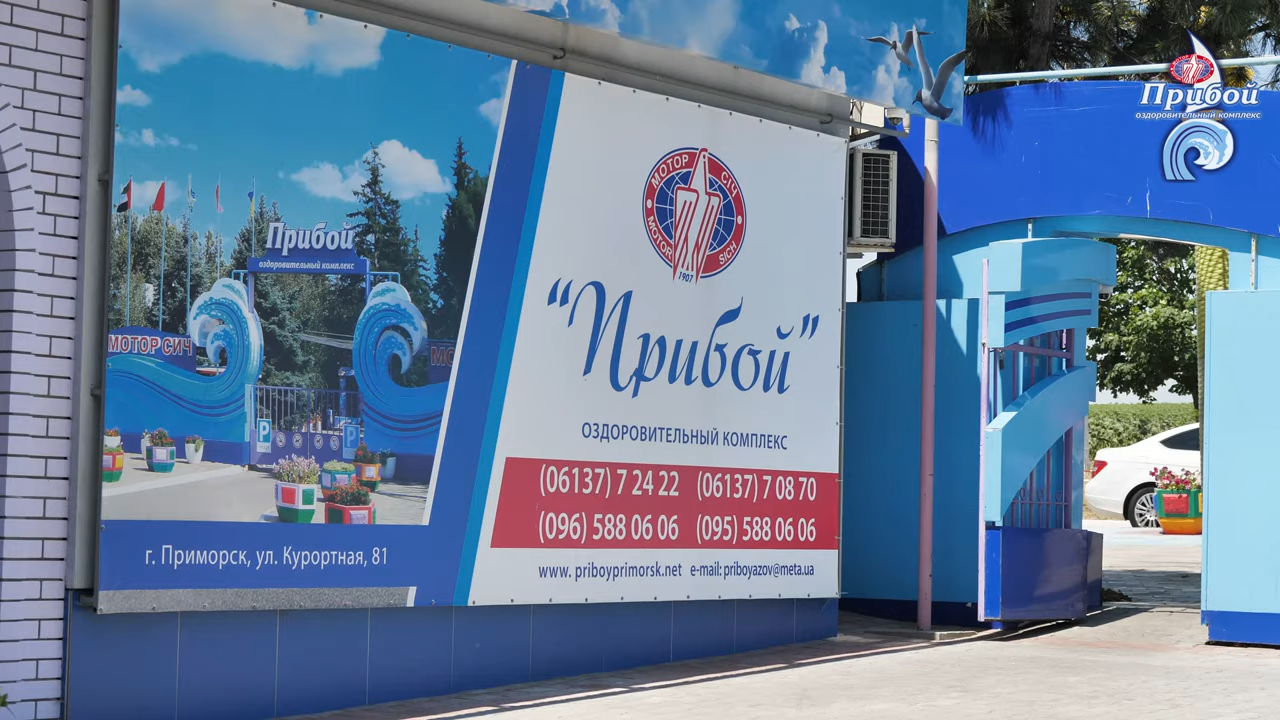 Прибой
оздоровительный комплекс
Прибой
оздоровительный комплекс
МОТОР СИЧ
МО
P
P
МОТОР СІЧ
MOTOR SICH
1907
"Прибой"
ОЗДОРОВИТЕЛЬНЫЙ КОМПЛЕКС
(06137) 7 24 22 (06137) 7 08 70
(096) 588 06 06 (095) 588 06 06
www. priboyprimorsk.net e-mail: priboyazov@meta.ua
г. Приморск, ул. Курортная, 81